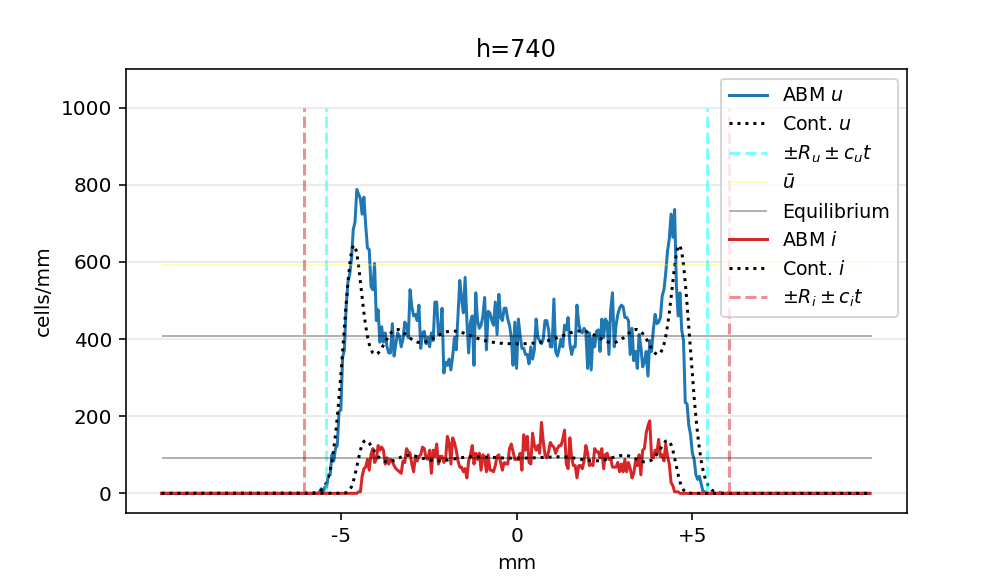 h=740
1000
800
600
400
200
0
cells/mm
-5
0
+5
mm
ABM u
Cont. u
±R_u ± c_u t
ū
Equilibrium
ABM i
Cont. i
±R_i ± c_i t